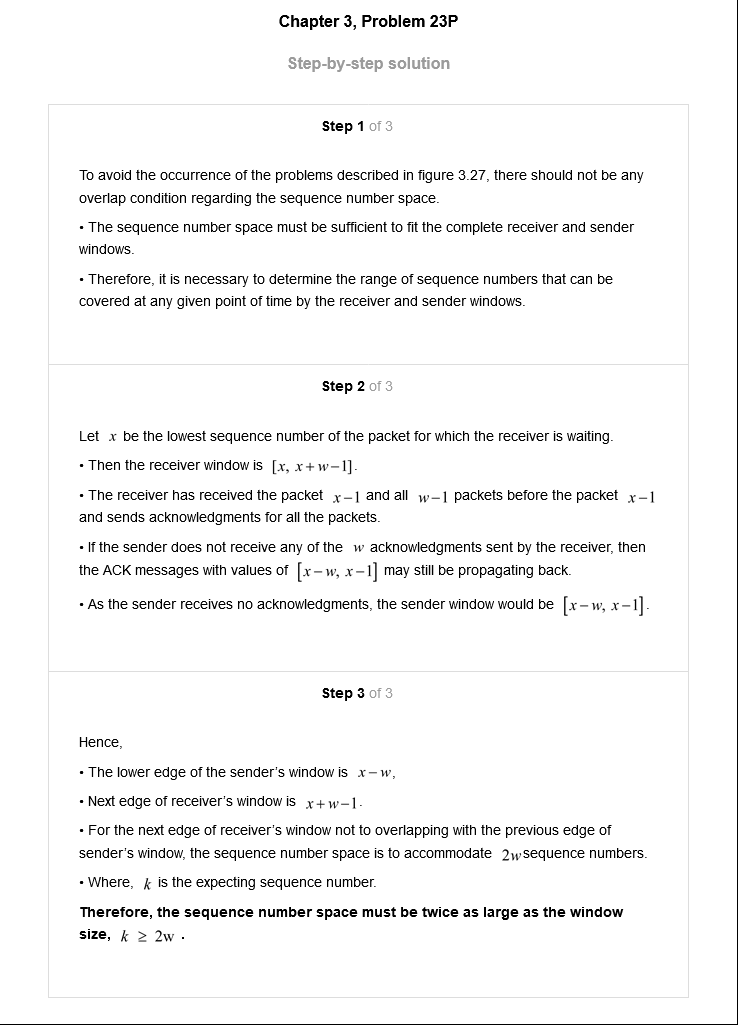 Chapter 3, Problem 23P
Step-by-step solution
Step 1 of 3
To avoid the occurrence of the problems described in figure 3.27, there should not be any
overlap condition regarding the sequence number space.
• The sequence number space must be sufficient to fit the complete receiver and sender
windows.
• Therefore, it is necessary to determine the range of sequence numbers that can be
covered at any given point of time by the receiver and sender windows.
Step 2 of 3
Let x be the lowest sequence number of the packet for which the receiver is waiting.
• Then the receiver window is [x, x+w−1].
• The receiver has received the packet x−1 and all w−1 packets before the packet x−1
and sends acknowledgments for all the packets.
• If the sender does not receive any of the w acknowledgments sent by the receiver, then
the ACK messages with values of [x−w, x−1] may still be propagating back.
• As the sender receives no acknowledgments, the sender window would be [x−w, x−1].
Step 3 of 3
Hence,
• The lower edge of the sender's window is x−w,
• Next edge of receiver's window is x+w−1.
• For the next edge of receiver's window not to overlapping with the previous edge of
sender's window, the sequence number space is to accommodate 2w sequence numbers.
• Where, k is the expecting sequence number.
Therefore, the sequence number space must be twice as large as the window
size, k ≥ 2w .